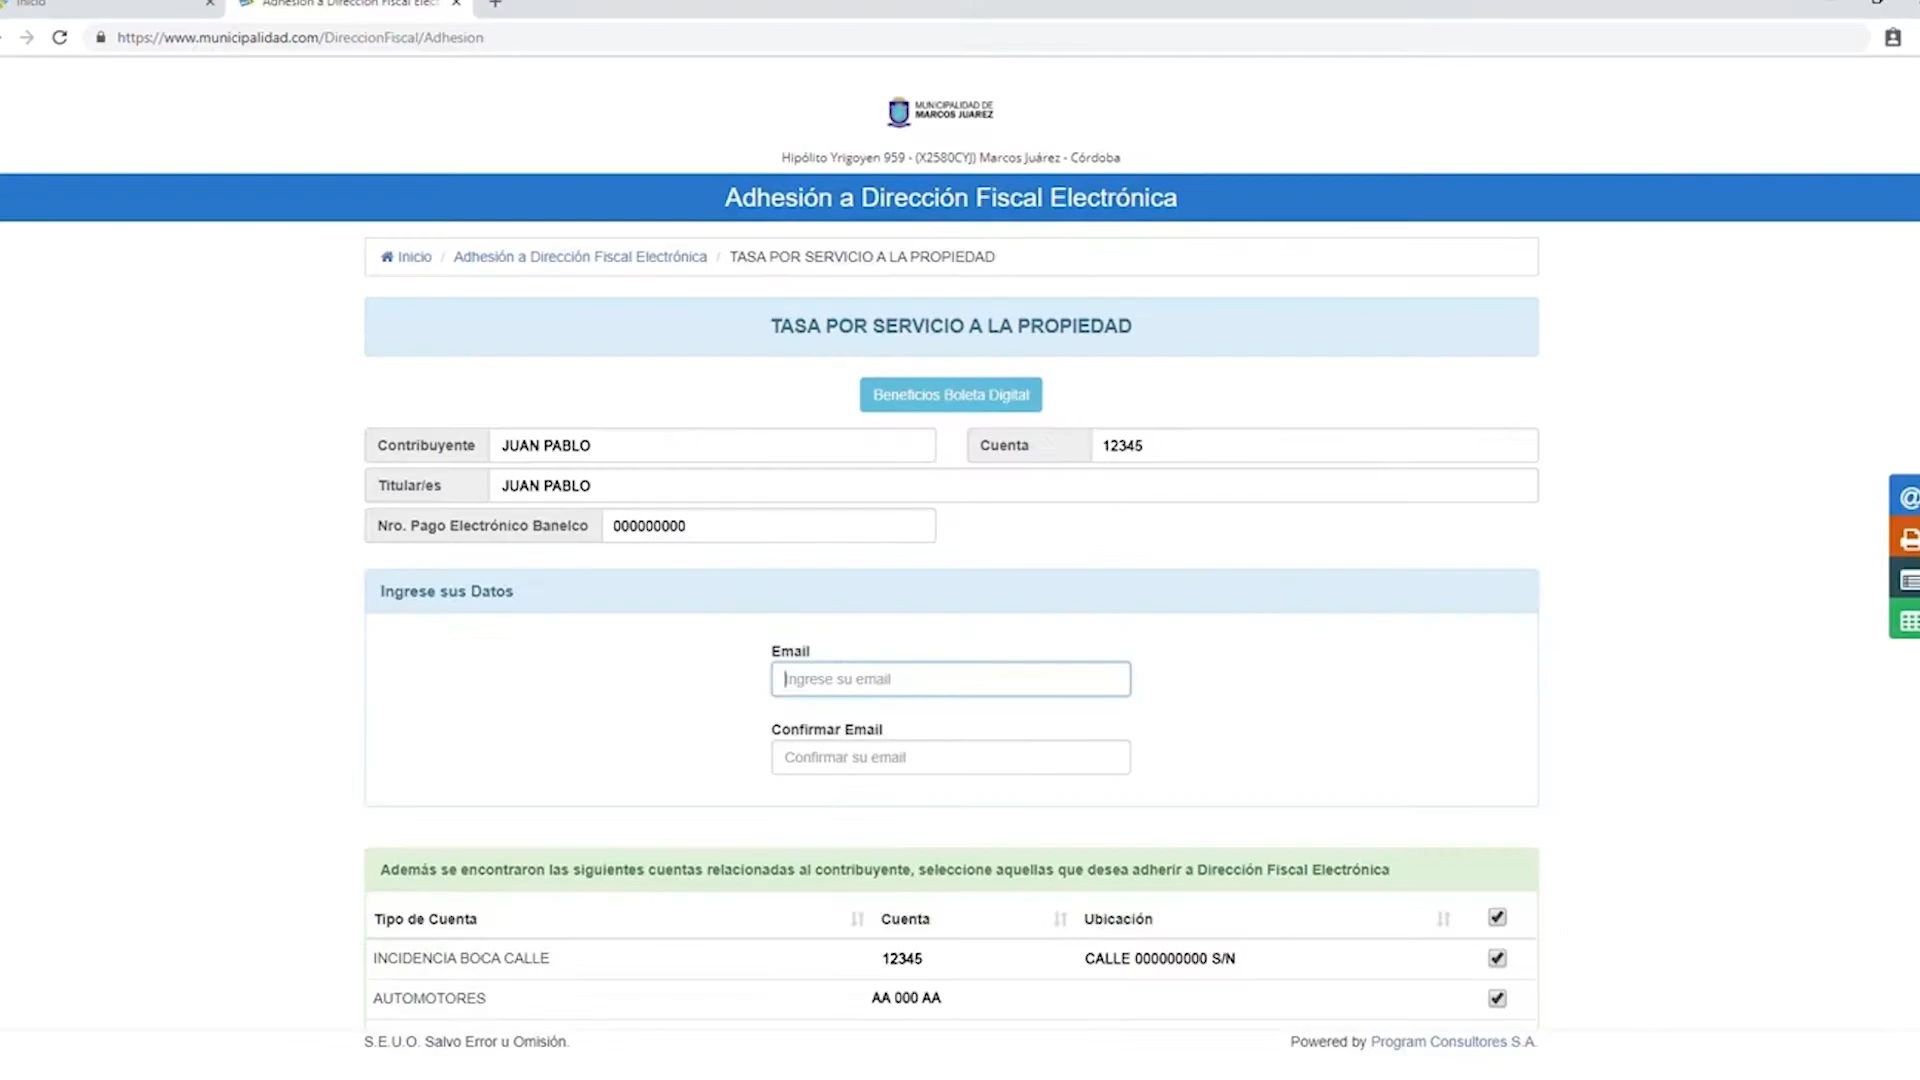 Inicio
Adhesión a Dirección Fiscal Elect
https://www.municipalidad.com/DireccionFiscal/Adhesion
MUNICIPALIDAD DE
MARCOS JUAREZ
Hipólito Yrigoyen 959 - (X2580CYJ) Marcos Juárez - Córdoba
Adhesión a Dirección Fiscal Electrónica
Inicio / Adhesión a Dirección Fiscal Electrónica / TASA POR SERVICIO A LA PROPIEDAD
TASA POR SERVICIO A LA PROPIEDAD
Beneficios Boleta Digital
Contribuyente JUAN PABLO Cuenta 12345
Titular/es JUAN PABLO
Nro. Pago Electrónico Banelco 000000000
Ingrese sus Datos
Email
Ingrese su email
Confirmar Email
Confirmar su email
Además se encontraron las siguientes cuentas relacionadas al contribuyente, seleccione aquellas que desea adherir a Dirección Fiscal Electrónica
Tipo de Cuenta Cuenta Ubicación
INCIDENCIA BOCA CALLE 12345 CALLE 000000000 S/N
AUTOMOTORES AA 000 AA
S.E.U.O. Salvo Error u Omisión. Powered by Program Consultores S.A.